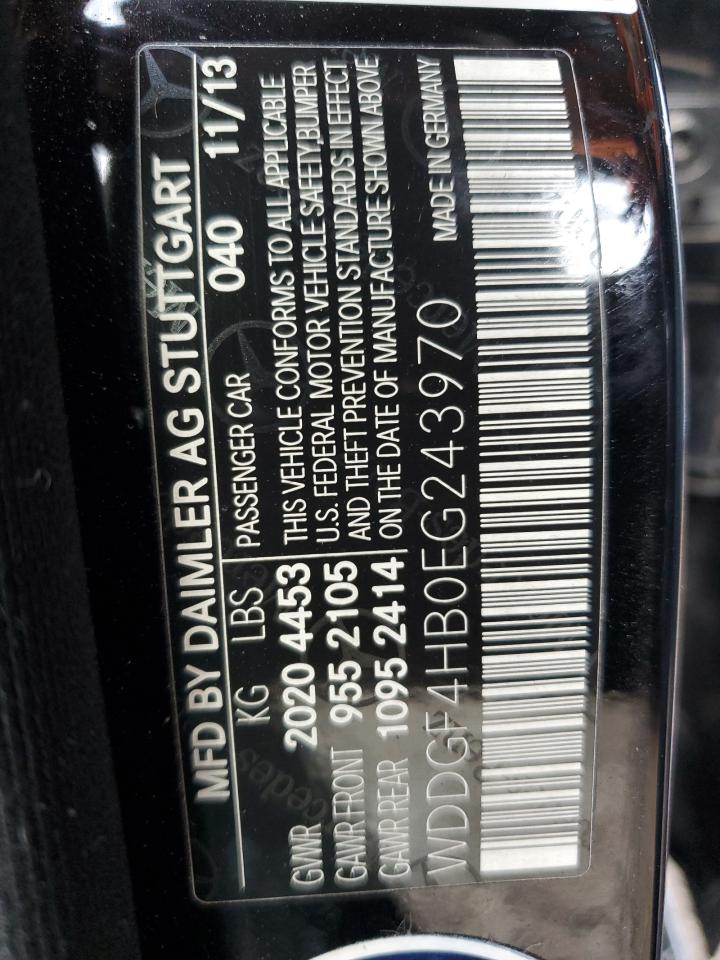 MFD BY DAIMLER AG STUTTGART
040 11/13
KG LBS PASSENGER CAR
GVWR 2020 4453
GAWR FRONT 955 2105
GAWR REAR 1095 2414
THIS VEHICLE CONFORMS TO ALL APPLICABLE
U.S. FEDERAL MOTOR VEHICLE SAFETY BUMPER
AND THEFT PREVENTION STANDARDS IN EFFECT
ON THE DATE OF MANUFACTURE SHOWN ABOVE
WDDGF4HB0EG243970
MADE IN GERMANY